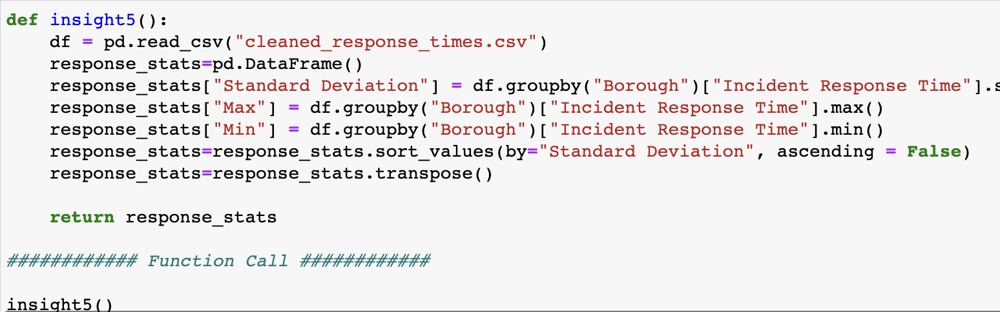 def insight5():
    df = pd.read_csv("cleaned_response_times.csv")
    response_stats=pd.DataFrame()
    response_stats["Standard Deviation"] = df.groupby("Borough")["Incident Response Time"].s
    response_stats["Max"] = df.groupby("Borough")["Incident Response Time"].max()
    response_stats["Min"] = df.groupby("Borough")["Incident Response Time"].min()
    response_stats=response_stats.sort_values(by="Standard Deviation", ascending = False)
    response_stats=response_stats.transpose()
    return response_stats
############ Function Call ############
insight5()